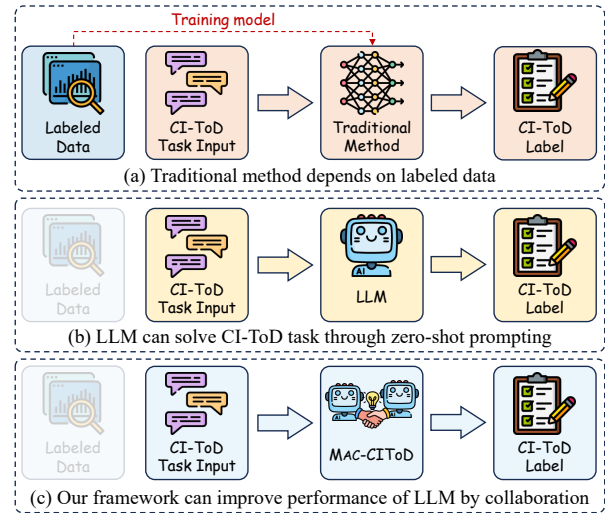 Training model
Labeled
Data
CI-ToD
Task Input
Traditional
Method
CI-ToD
Label
(a) Traditional method depends on labeled data
Labeled
Data
CI-ToD
Task Input
AI
LLM
CI-ToD
Label
(b) LLM can solve CI-ToD task through zero-shot prompting
Labeled
Data
CI-ToD
Task Input
AI
AI
MAC-CIToD
CI-ToD
Label
(c) Our framework can improve performance of LLM by collaboration